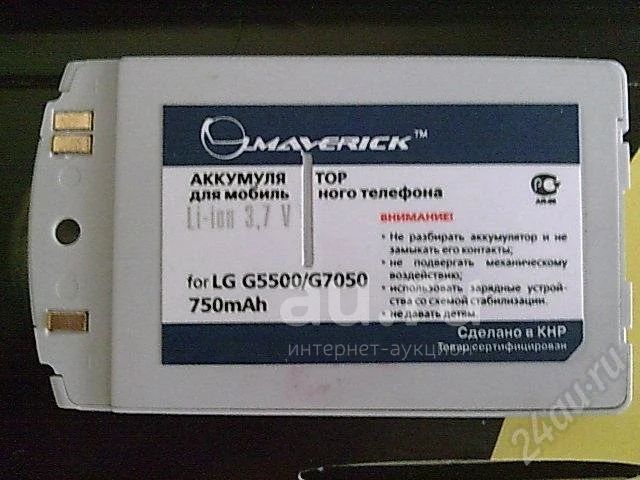 MAVERICK™
АККУМУЛЯ ТОР
для мобиль ного телефона
Li-Ion 3,7 V
for LG G5500/G7050
750mAh
ВНИМАНИЕ!
• Не разбирать аккумулятор и не
замыкать его контакты;
• не подвергать механическому
воздействию;
• использовать зарядные устрой-
ства со схемой стабилизации.
• не давать детям.
Сделано в КНР
Товар сертифицирован
au.ru
интернет-аукцион
24au.ru